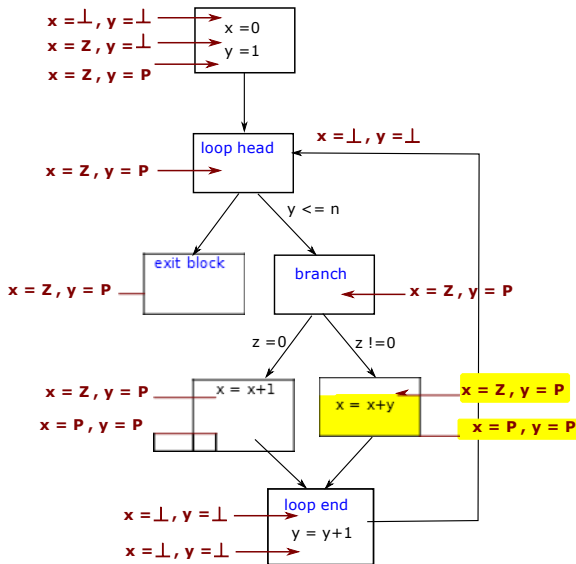 x =⊥, y =⊥
x = Z, y =⊥
x = Z, y = P
x =0
y =1
x =⊥, y =⊥
loop head
x = Z , y = P
y <= n
exit block
x = Z, y = P
branch
x = Z, y = P
z =0
z !=0
x = Z, y = P
x = P, y = P
x = x+1
x = x+y
x = Z, y = P
x = P, y = P
loop end
x =⊥, y =⊥
y = y+1
x =⊥, y =⊥